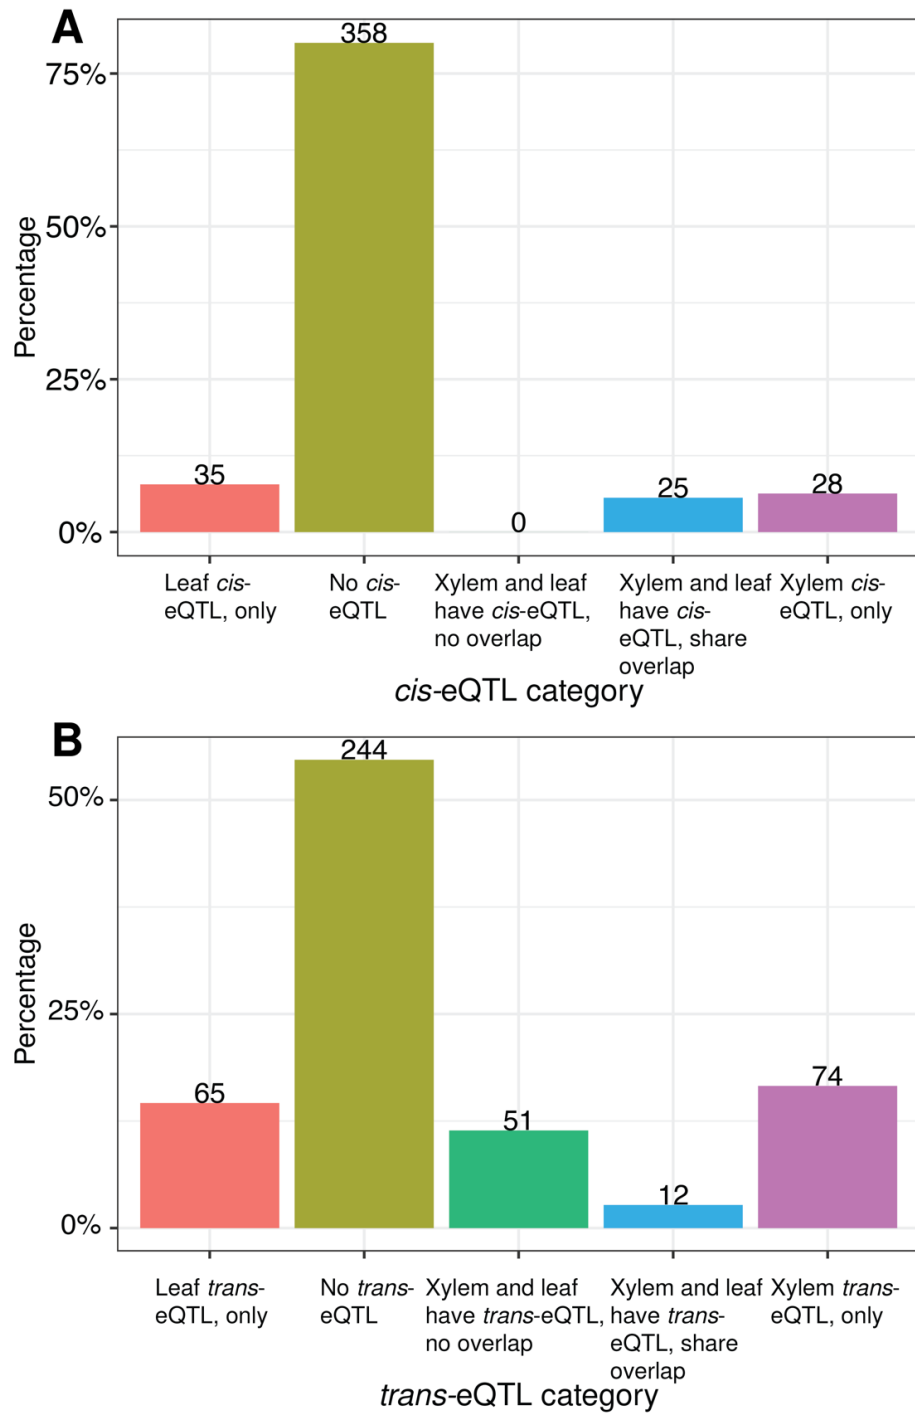 A
358
75%
50%
Percentage
25%
35
25
28
0
0%
Leaf cis-
eQTL, only
No cis-
eQTL
Xylem and leaf
have cis-eQTL,
no overlap
Xylem and leaf
have cis-
eQTL, share
overlap
Xylem cis-
eQTL, only
cis-eQTL category
B
244
50%
Percentage
25%
65
51
12
74
0%
Leaf trans-
eQTL, only
No trans-
eQTL
Xylem and leaf
have trans-eQTL,
no overlap
Xylem and leaf
have trans-
eQTL, share
overlap
Xylem trans-
eQTL, only
trans-eQTL category